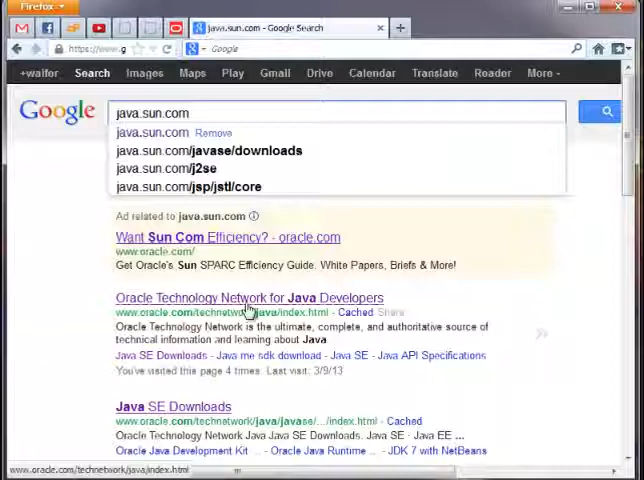 Firefox
java.sun.com - Google Search
https://www.g
Google
+waifer Search Images Maps Play Gmail Drive Calendar Translate Reader More
Google
java.sun.com
java.sun.com Remove
java.sun.com/javase/downloads
java.sun.com/j2se
java.sun.com/jsp/jstl/core
Ad related to java.sun.com
Want Sun Com Efficiency? - oracle.com
www.oracle.com/
Get Oracle's Sun SPARC Efficiency Guide. White Papers, Briefs & More!
Oracle Technology Network for Java Developers
www.oracle.com/technetwork/java/index.html - Cached Share
Oracle Technology Network is the ultimate, complete, and authoritative source of
technical information and learning about Java
Java SE Downloads - Java me sdk download - Java SE - Java API Specifications
You've visited this page 4 times. Last visit: 3/9/13
Java SE Downloads
www.oracle.com/technetwork/java/javase/.../index.html - Cached
Oracle Technology Network Java Java SE Downloads. Java SE - Java EE ...
Oracle Java Development Kit ... - Oracle Java Runtime ... - JDK 7 with NetBeans
www.oracle.com/technetwork/java/index.html